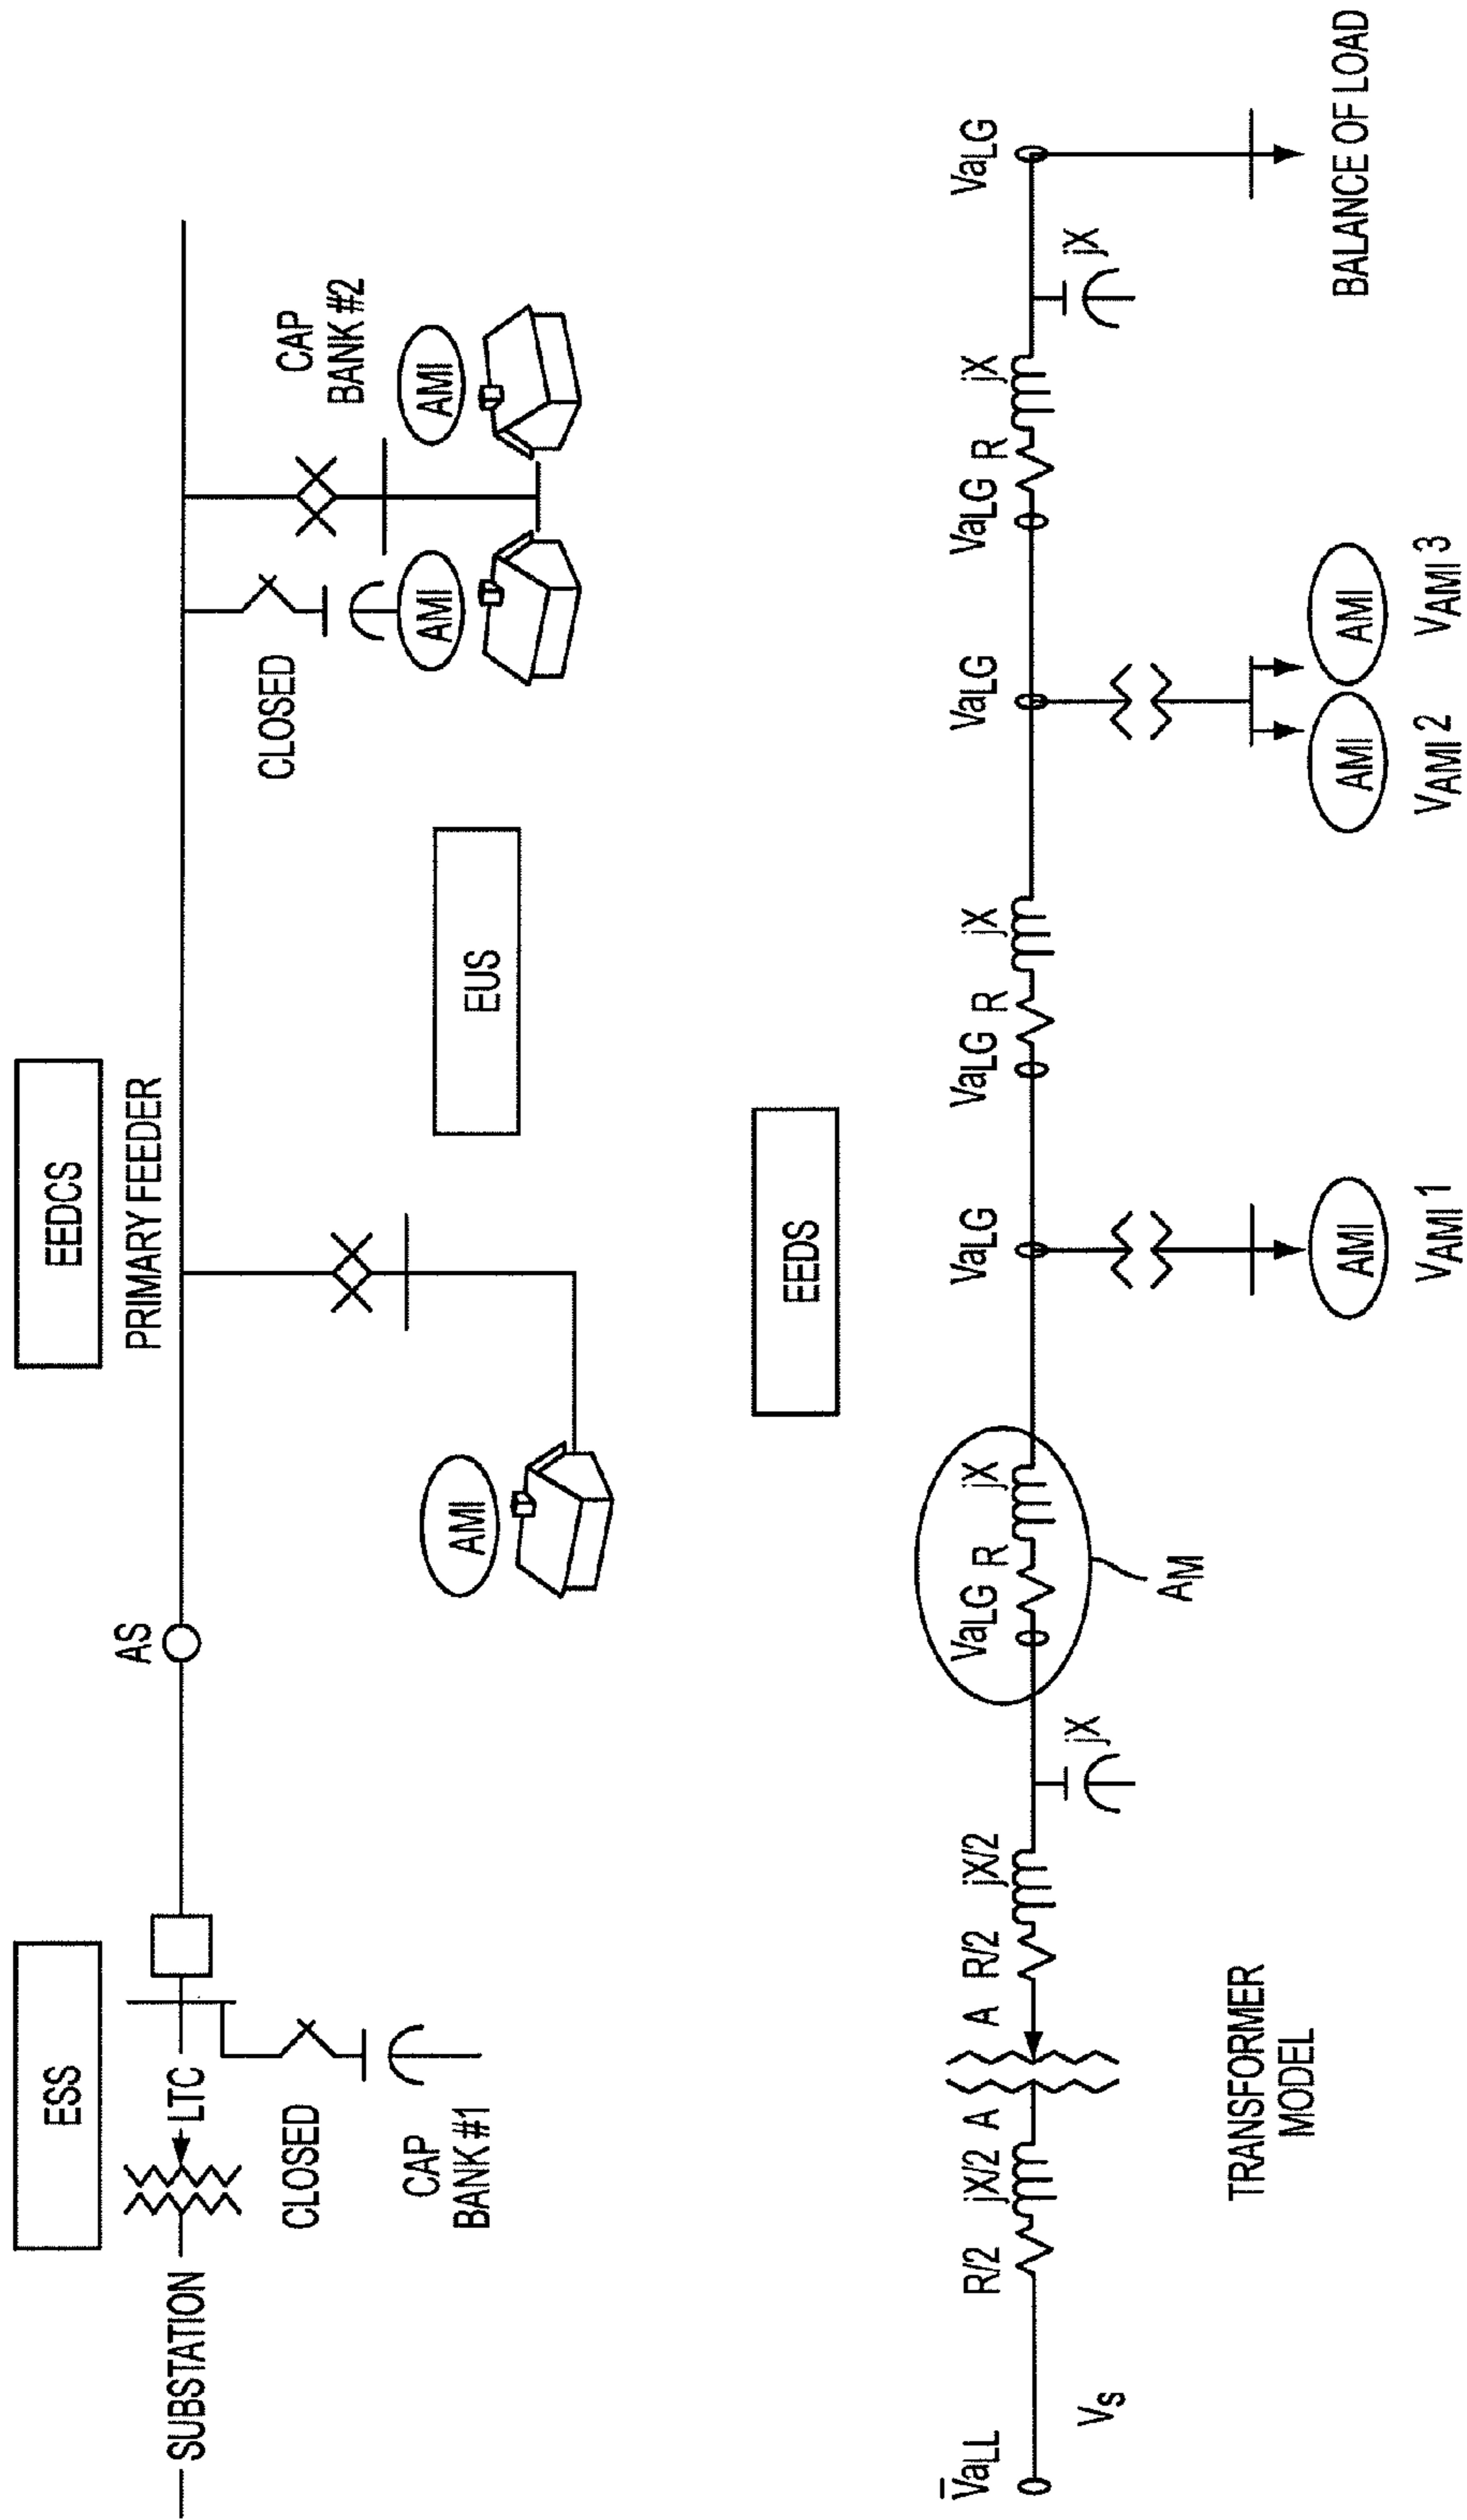 ESS
EEDCS
SUBSTATION
LTC
AS
PRIMARY FEEDER
CLOSED
CAP
BANK #1
CLOSED
CAP
BANK #2
AMI
AMI
AMI
EUS
EEDS
V̅aLL
R/2
jX/2
A
A
R/2
jX/2
VaLG
R
jX
VaLG
VaLG
R
jX
VaLG
VaLG
R
jX
VaLG
Vs
jX
jX
AM
TRANSFORMER
MODEL
AMI
VAMI 1
AMI
AMI
VAMI 2
VAMI 3
BALANCE OF LOAD